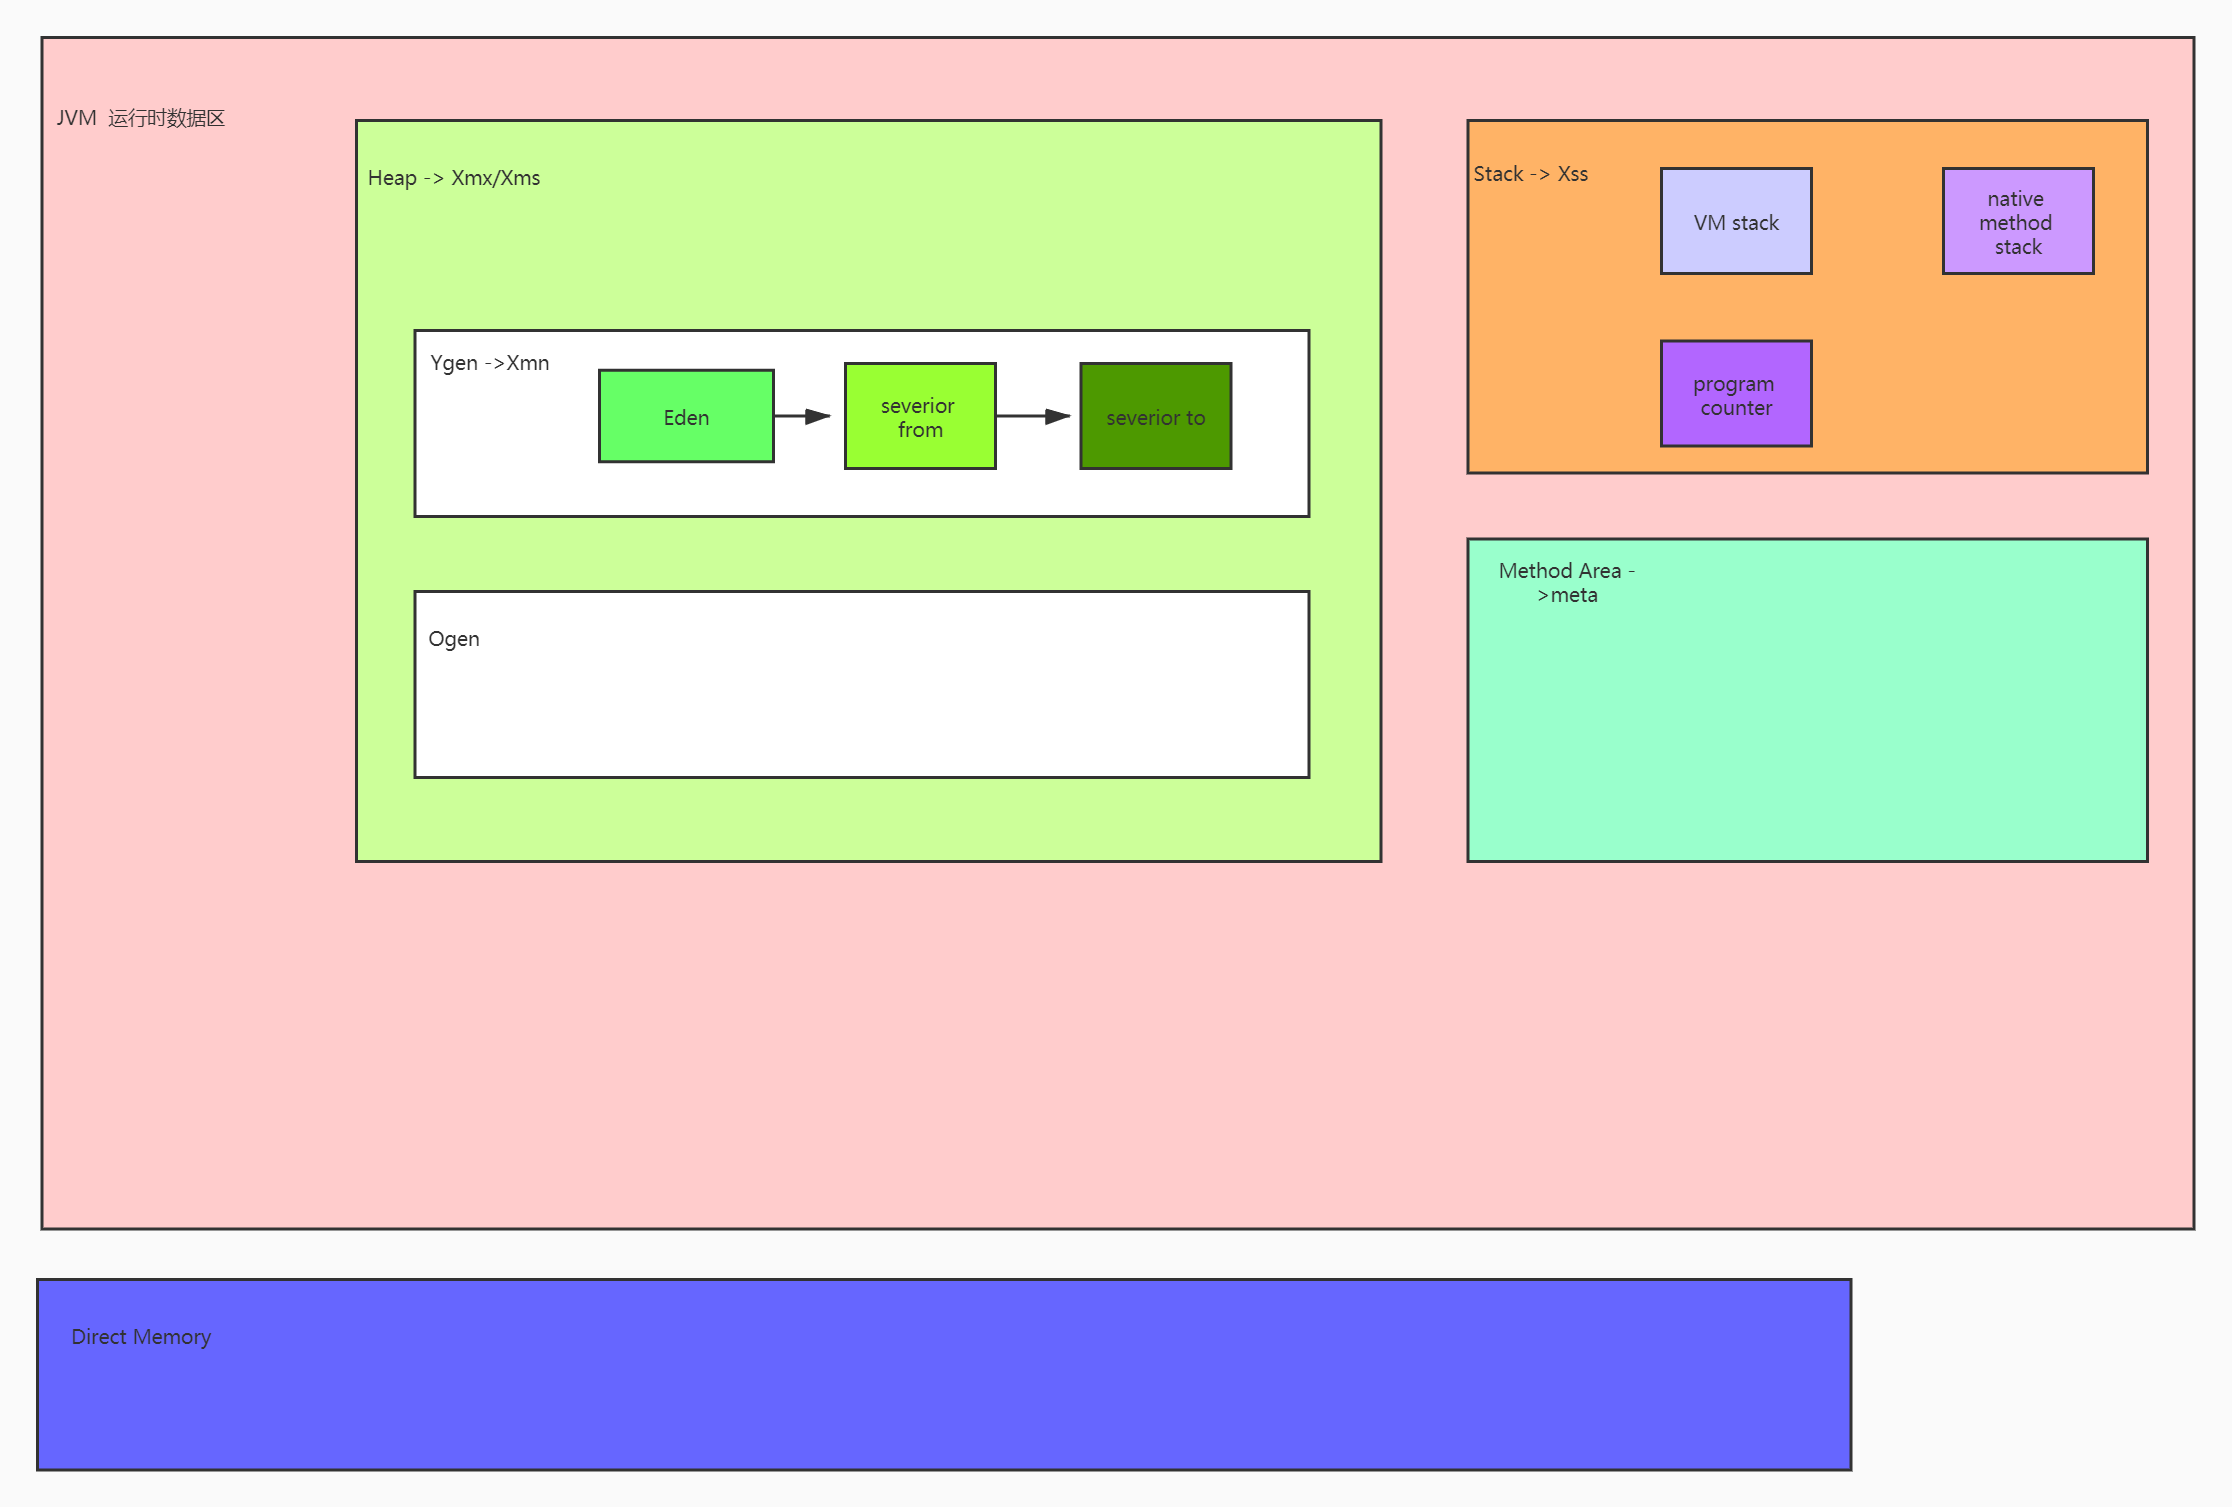 JVM 运行时数据区
Heap -> Xmx/Xms
Ygen ->Xmn
Eden
severior
from
severior to
Ogen
Stack -> Xss
VM stack
native
method
stack
program
counter
Method Area -
>meta
Direct Memory